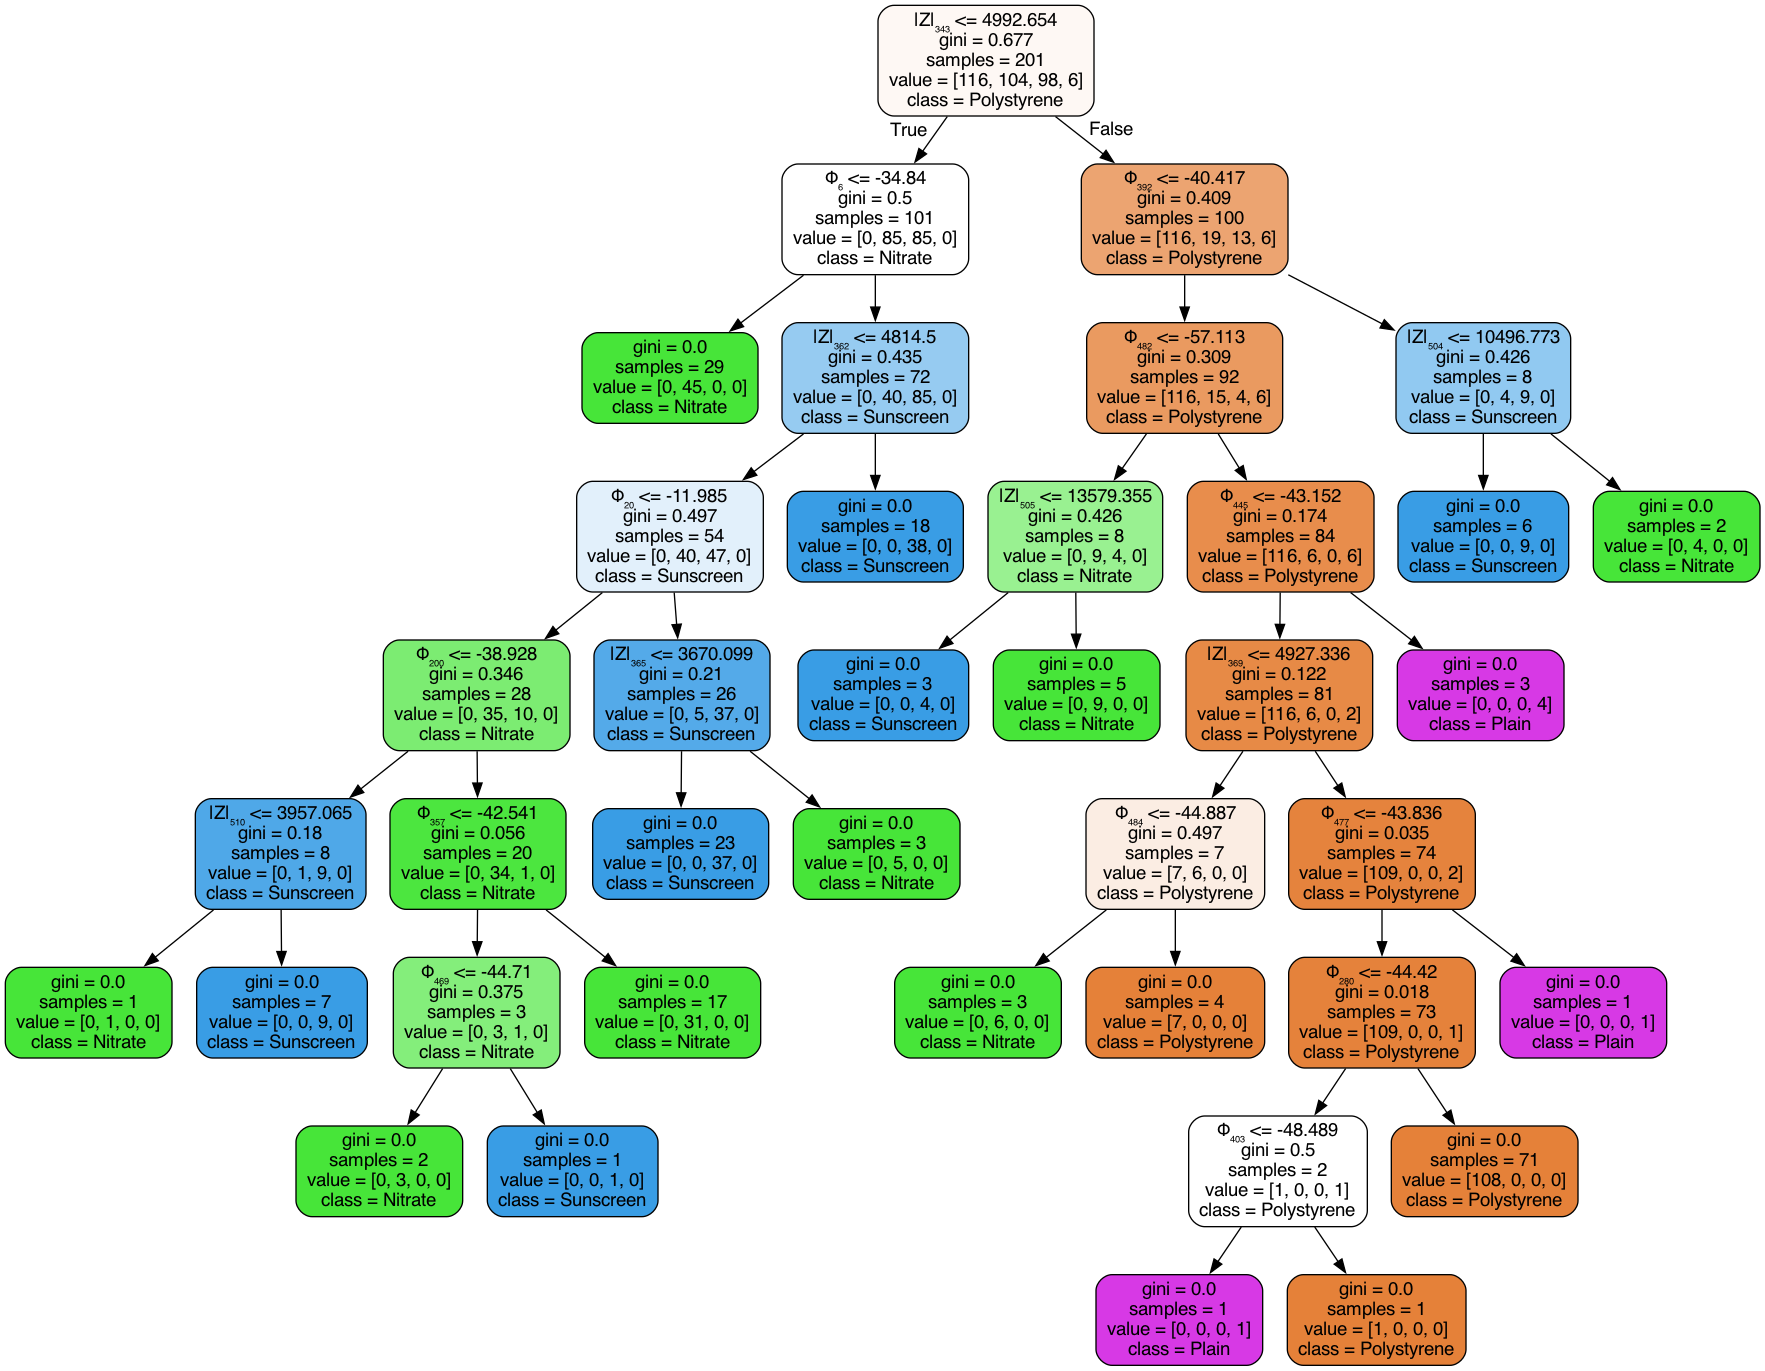 |Z|₃₄₃ <= 4992.654
gini = 0.677
samples = 201
value = [116, 104, 98, 6]
class = Polystyrene
True
False
Φ₆ <= -34.84
gini = 0.5
samples = 101
value = [0, 85, 85, 0]
class = Nitrate
Φ₃₉₂ <= -40.417
gini = 0.409
samples = 100
value = [116, 19, 13, 6]
class = Polystyrene
gini = 0.0
samples = 29
value = [0, 45, 0, 0]
class = Nitrate
|Z|₃₆₂ <= 4814.5
gini = 0.435
samples = 72
value = [0, 40, 85, 0]
class = Sunscreen
Φ₄₈₂ <= -57.113
gini = 0.309
samples = 92
value = [116, 15, 4, 6]
class = Polystyrene
|Z|₅₀₄ <= 10496.773
gini = 0.426
samples = 8
value = [0, 4, 9, 0]
class = Sunscreen
Φ₂₀ <= -11.985
gini = 0.497
samples = 54
value = [0, 40, 47, 0]
class = Sunscreen
gini = 0.0
samples = 18
value = [0, 0, 38, 0]
class = Sunscreen
|Z|₅₀₅ <= 13579.355
gini = 0.426
samples = 8
value = [0, 9, 4, 0]
class = Nitrate
Φ₄₄₅ <= -43.152
gini = 0.174
samples = 84
value = [116, 6, 0, 6]
class = Polystyrene
gini = 0.0
samples = 6
value = [0, 0, 9, 0]
class = Sunscreen
gini = 0.0
samples = 2
value = [0, 4, 0, 0]
class = Nitrate
Φ₂₀₀ <= -38.928
gini = 0.346
samples = 28
value = [0, 35, 10, 0]
class = Nitrate
|Z|₃₆₅ <= 3670.099
gini = 0.21
samples = 26
value = [0, 5, 37, 0]
class = Sunscreen
gini = 0.0
samples = 3
value = [0, 0, 4, 0]
class = Sunscreen
gini = 0.0
samples = 5
value = [0, 9, 0, 0]
class = Nitrate
|Z|₃₆₉ <= 4927.336
gini = 0.122
samples = 81
value = [116, 6, 0, 2]
class = Polystyrene
gini = 0.0
samples = 3
value = [0, 0, 0, 4]
class = Plain
|Z|₅₁₀ <= 3957.065
gini = 0.18
samples = 8
value = [0, 1, 9, 0]
class = Sunscreen
Φ₃₅₇ <= -42.541
gini = 0.056
samples = 20
value = [0, 34, 1, 0]
class = Nitrate
gini = 0.0
samples = 23
value = [0, 0, 37, 0]
class = Sunscreen
gini = 0.0
samples = 3
value = [0, 5, 0, 0]
class = Nitrate
Φ₄₈₄ <= -44.887
gini = 0.497
samples = 7
value = [7, 6, 0, 0]
class = Polystyrene
Φ₄₇₇ <= -43.836
gini = 0.035
samples = 74
value = [109, 0, 0, 2]
class = Polystyrene
gini = 0.0
samples = 1
value = [0, 1, 0, 0]
class = Nitrate
gini = 0.0
samples = 7
value = [0, 0, 9, 0]
class = Sunscreen
Φ₄₆₉ <= -44.71
gini = 0.375
samples = 3
value = [0, 3, 1, 0]
class = Nitrate
gini = 0.0
samples = 17
value = [0, 31, 0, 0]
class = Nitrate
gini = 0.0
samples = 3
value = [0, 6, 0, 0]
class = Nitrate
gini = 0.0
samples = 4
value = [7, 0, 0, 0]
class = Polystyrene
Φ₂₈₀ <= -44.42
gini = 0.018
samples = 73
value = [109, 0, 0, 1]
class = Polystyrene
gini = 0.0
samples = 1
value = [0, 0, 0, 1]
class = Plain
gini = 0.0
samples = 2
value = [0, 3, 0, 0]
class = Nitrate
gini = 0.0
samples = 1
value = [0, 0, 1, 0]
class = Sunscreen
Φ₄₀₃ <= -48.489
gini = 0.5
samples = 2
value = [1, 0, 0, 1]
class = Polystyrene
gini = 0.0
samples = 71
value = [108, 0, 0, 0]
class = Polystyrene
gini = 0.0
samples = 1
value = [0, 0, 0, 1]
class = Plain
gini = 0.0
samples = 1
value = [1, 0, 0, 0]
class = Polystyrene